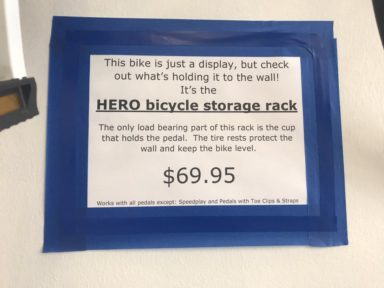 This bike is just a display, but check
out what's holding it to the wall!
It's the
HERO bicycle storage rack
The only load bearing part of this rack is the cup
that holds the pedal. The tire rests protect the
wall and keep the bike level.
$69.95
Works with all pedals except: Speedplay and Pedals with Toe Clips & Straps